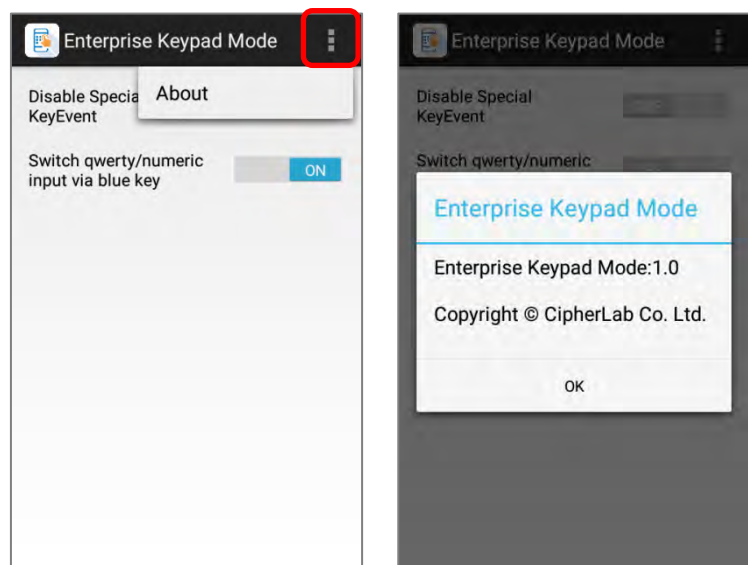 Enterprise Keypad Mode
About
Disable Specia
KeyEvent
Switch qwerty/numeric
input via blue key
ON
Enterprise Keypad Mode
Disable Special
KeyEvent
Switch qwerty/numeric
Enterprise Keypad Mode
Enterprise Keypad Mode:1.0
Copyright © CipherLab Co. Ltd.
OK